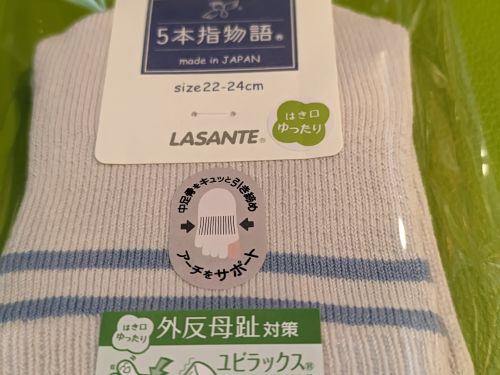 5本指物語®
made in JAPAN
size22-24cm
LASANTE®
はき口
ゆったり
中足骨をキュッと引き締め
アーチをサポート
はき口
ゆったり
外反母趾対策
ユビラックス®